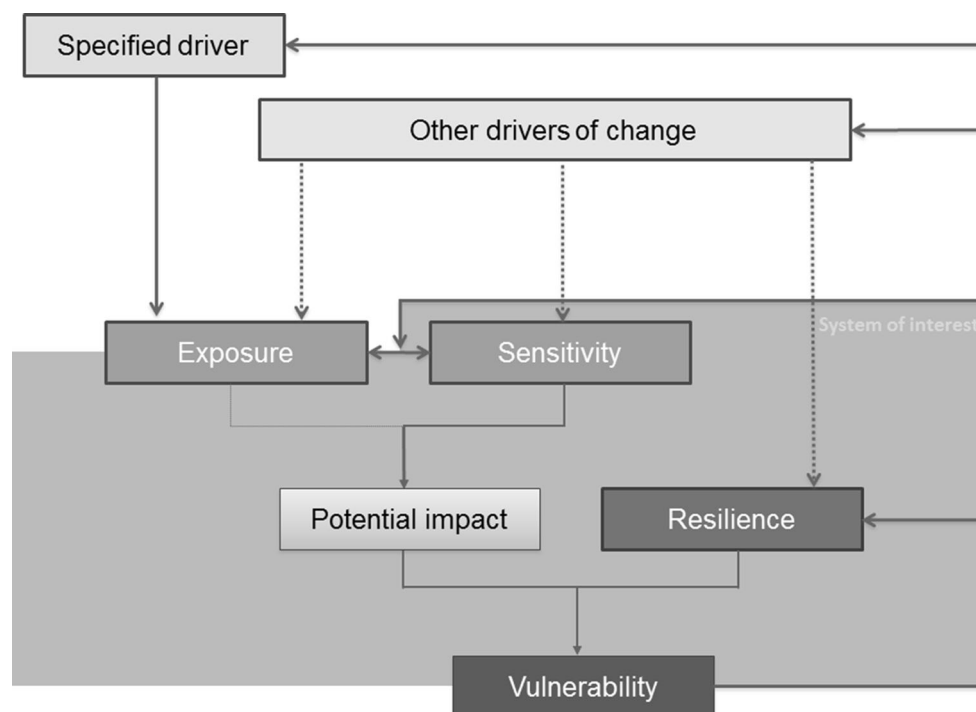 Specified driver
Other drivers of change
System of interest
Exposure
Sensitivity
Potential impact
Resilience
Vulnerability